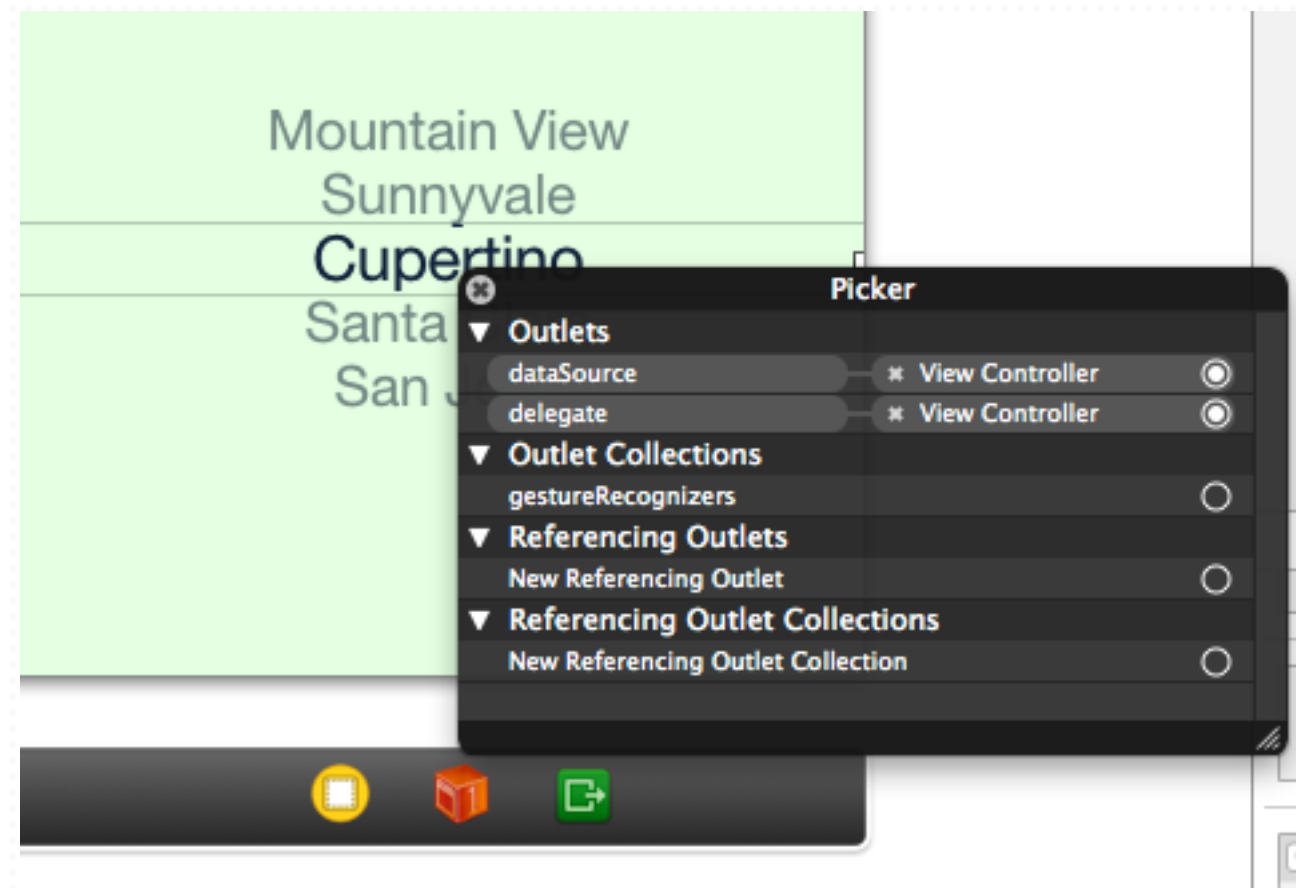 Mountain View
Sunnyvale
Cupertino
Santa
San J
Picker
Outlets
dataSource
View Controller
delegate
View Controller
Outlet Collections
gestureRecognizers
Referencing Outlets
New Referencing Outlet
Referencing Outlet Collections
New Referencing Outlet Collection
1